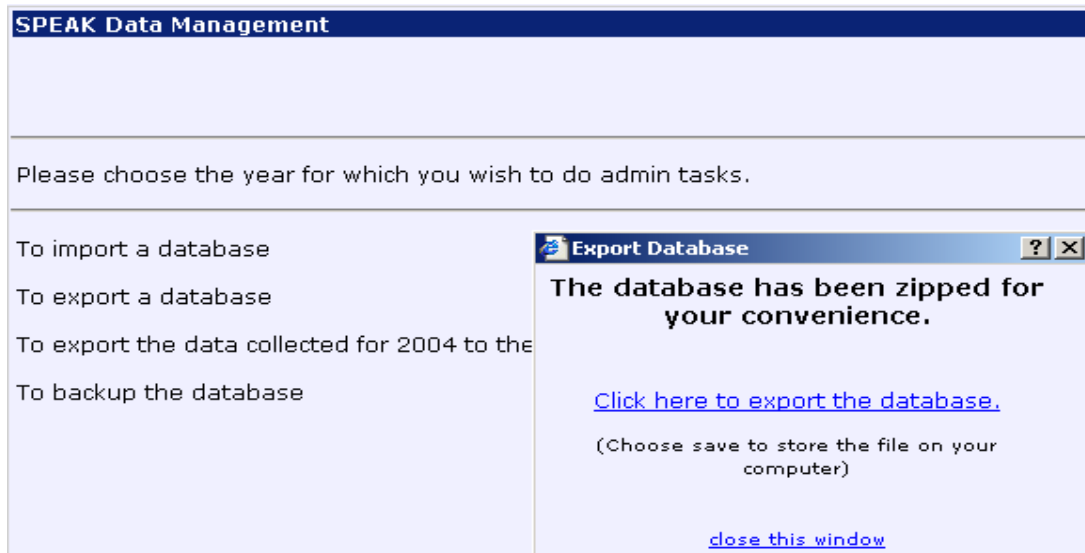 SPEAK Data Management
Please choose the year for which you wish to do admin tasks.
To import a database
To export a database
To export the data collected for 2004 to the
To backup the database
Export Database
The database has been zipped for
your convenience.
Click here to export the database.
(Choose save to store the file on your
computer)
close this window